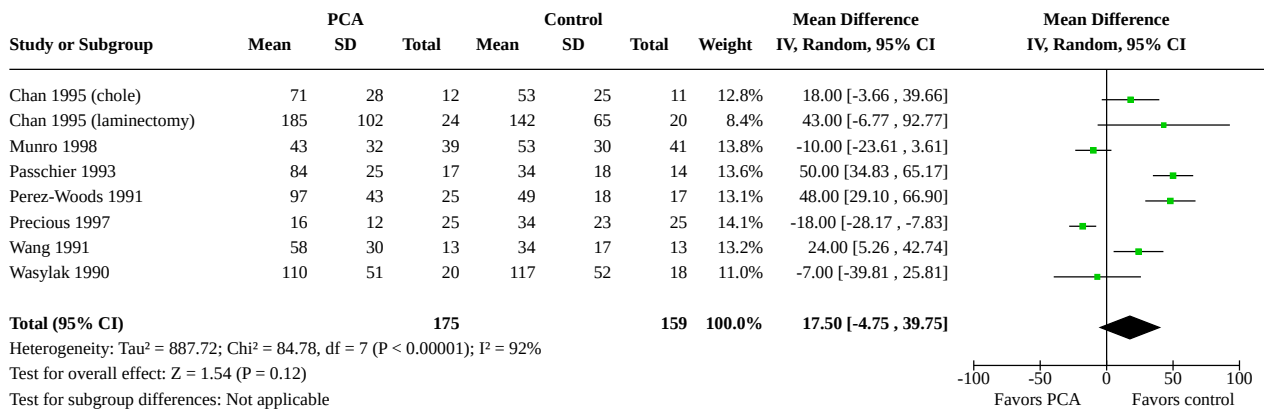 PCA Control Mean Difference Mean Difference
Study or Subgroup Mean SD Total Mean SD Total Weight IV, Random, 95% CI IV, Random, 95% CI
Chan 1995 (chole) 71 28 12 53 25 11 12.8% 18.00 [-3.66 , 39.66]
Chan 1995 (laminectomy) 185 102 24 142 65 20 8.4% 43.00 [-6.77 , 92.77]
Munro 1998 43 32 39 53 30 41 13.8% -10.00 [-23.61 , 3.61]
Passchier 1993 84 25 17 34 18 14 13.6% 50.00 [34.83 , 65.17]
Perez-Woods 1991 97 43 25 49 18 17 13.1% 48.00 [29.10 , 66.90]
Precious 1997 16 12 25 34 23 25 14.1% -18.00 [-28.17 , -7.83]
Wang 1991 58 30 13 34 17 13 13.2% 24.00 [5.26 , 42.74]
Wasylak 1990 110 51 20 117 52 18 11.0% -7.00 [-39.81 , 25.81]
Total (95% CI) 175 159 100.0% 17.50 [-4.75 , 39.75]
Heterogeneity: Tau² = 887.72; Chi² = 84.78, df = 7 (P < 0.00001); I² = 92%
Test for overall effect: Z = 1.54 (P = 0.12)
Test for subgroup differences: Not applicable
-100 -50 0 50 100
Favors PCA Favors control